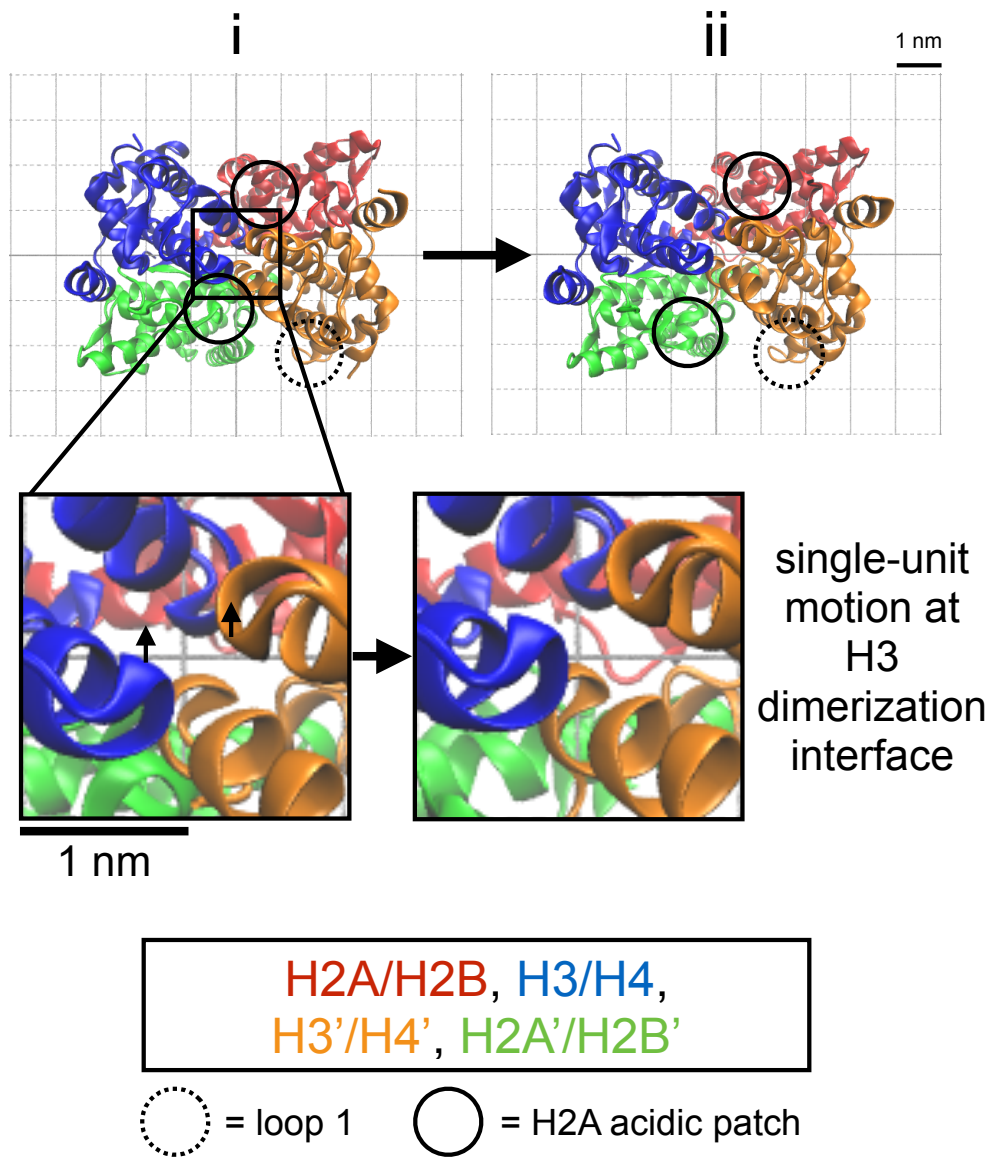 i
ii
1 nm
single-unit
motion at
H3
dimerization
interface
1 nm
H2A/H2B, H3/H4,
H3’/H4’, H2A’/H2B’
= loop 1
= H2A acidic patch